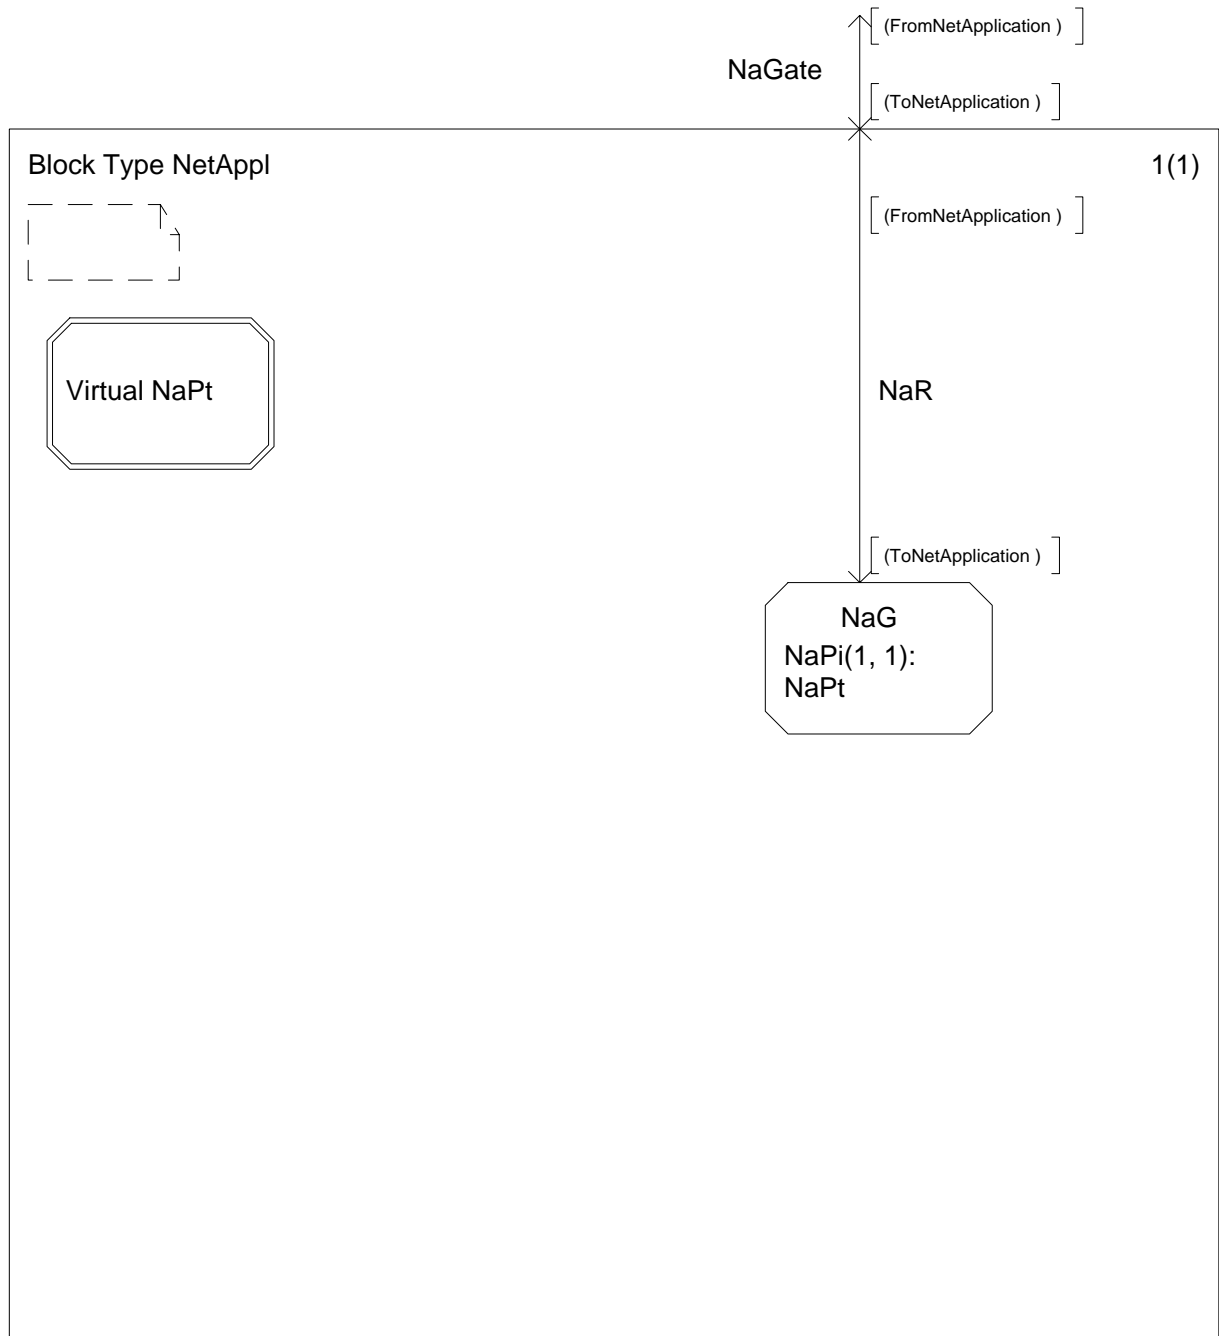 (FromNetApplication )
NaGate
(ToNetApplication )
Block Type NetAppl
1(1)
(FromNetApplication )
Virtual NaPt
NaR
(ToNetApplication )
NaG
NaPi(1, 1):
NaPt